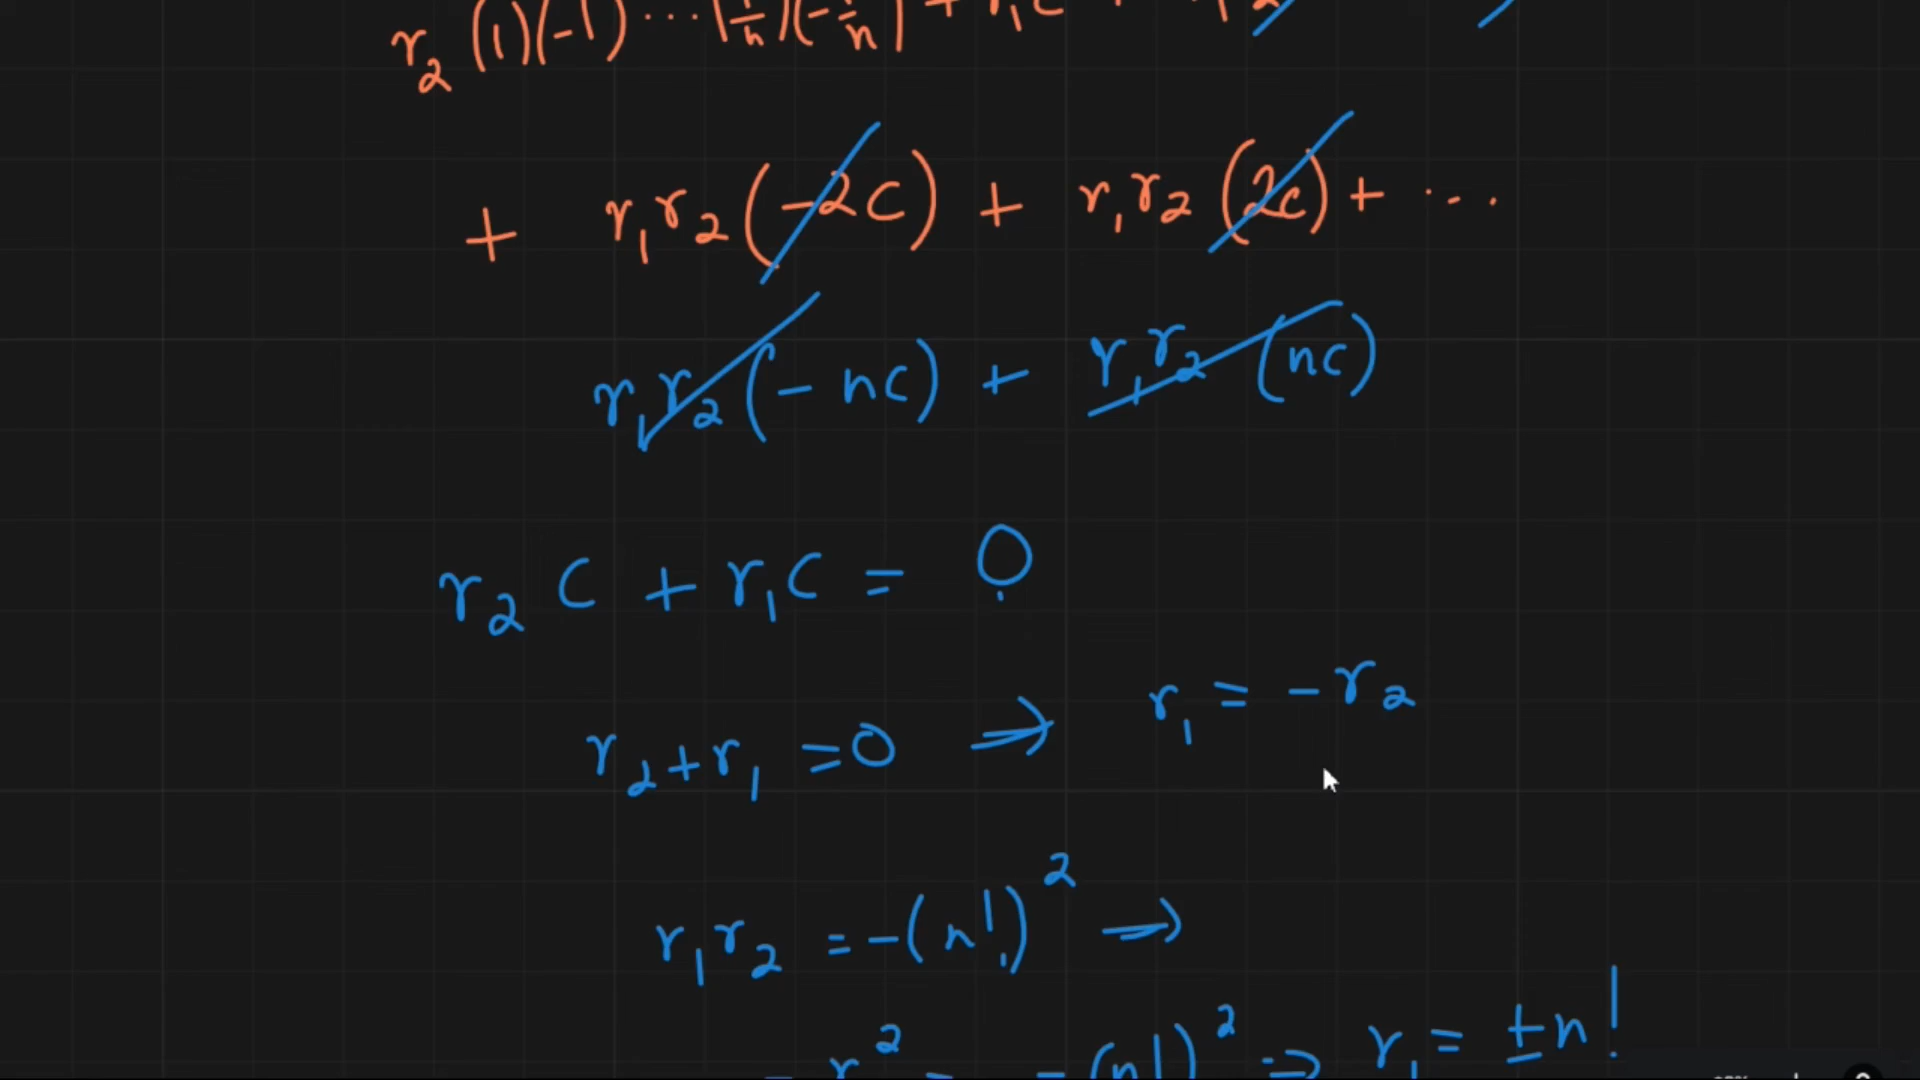 r₂ (1)(-1) ... (1/n)(-1/n) + r₁ c +
+ r₁r₂(-2c) + r₁r₂(2c) + ...
r₁r₂(-nc) + r₁r₂(nc)
r₂c + r₁c = 0
r₂+r₁ =0 ⇒ r₁ = -r₂
r₁r₂ = -(n!)² ⇒
- r² = -(n!)² ⇒ r₁ = ±n!